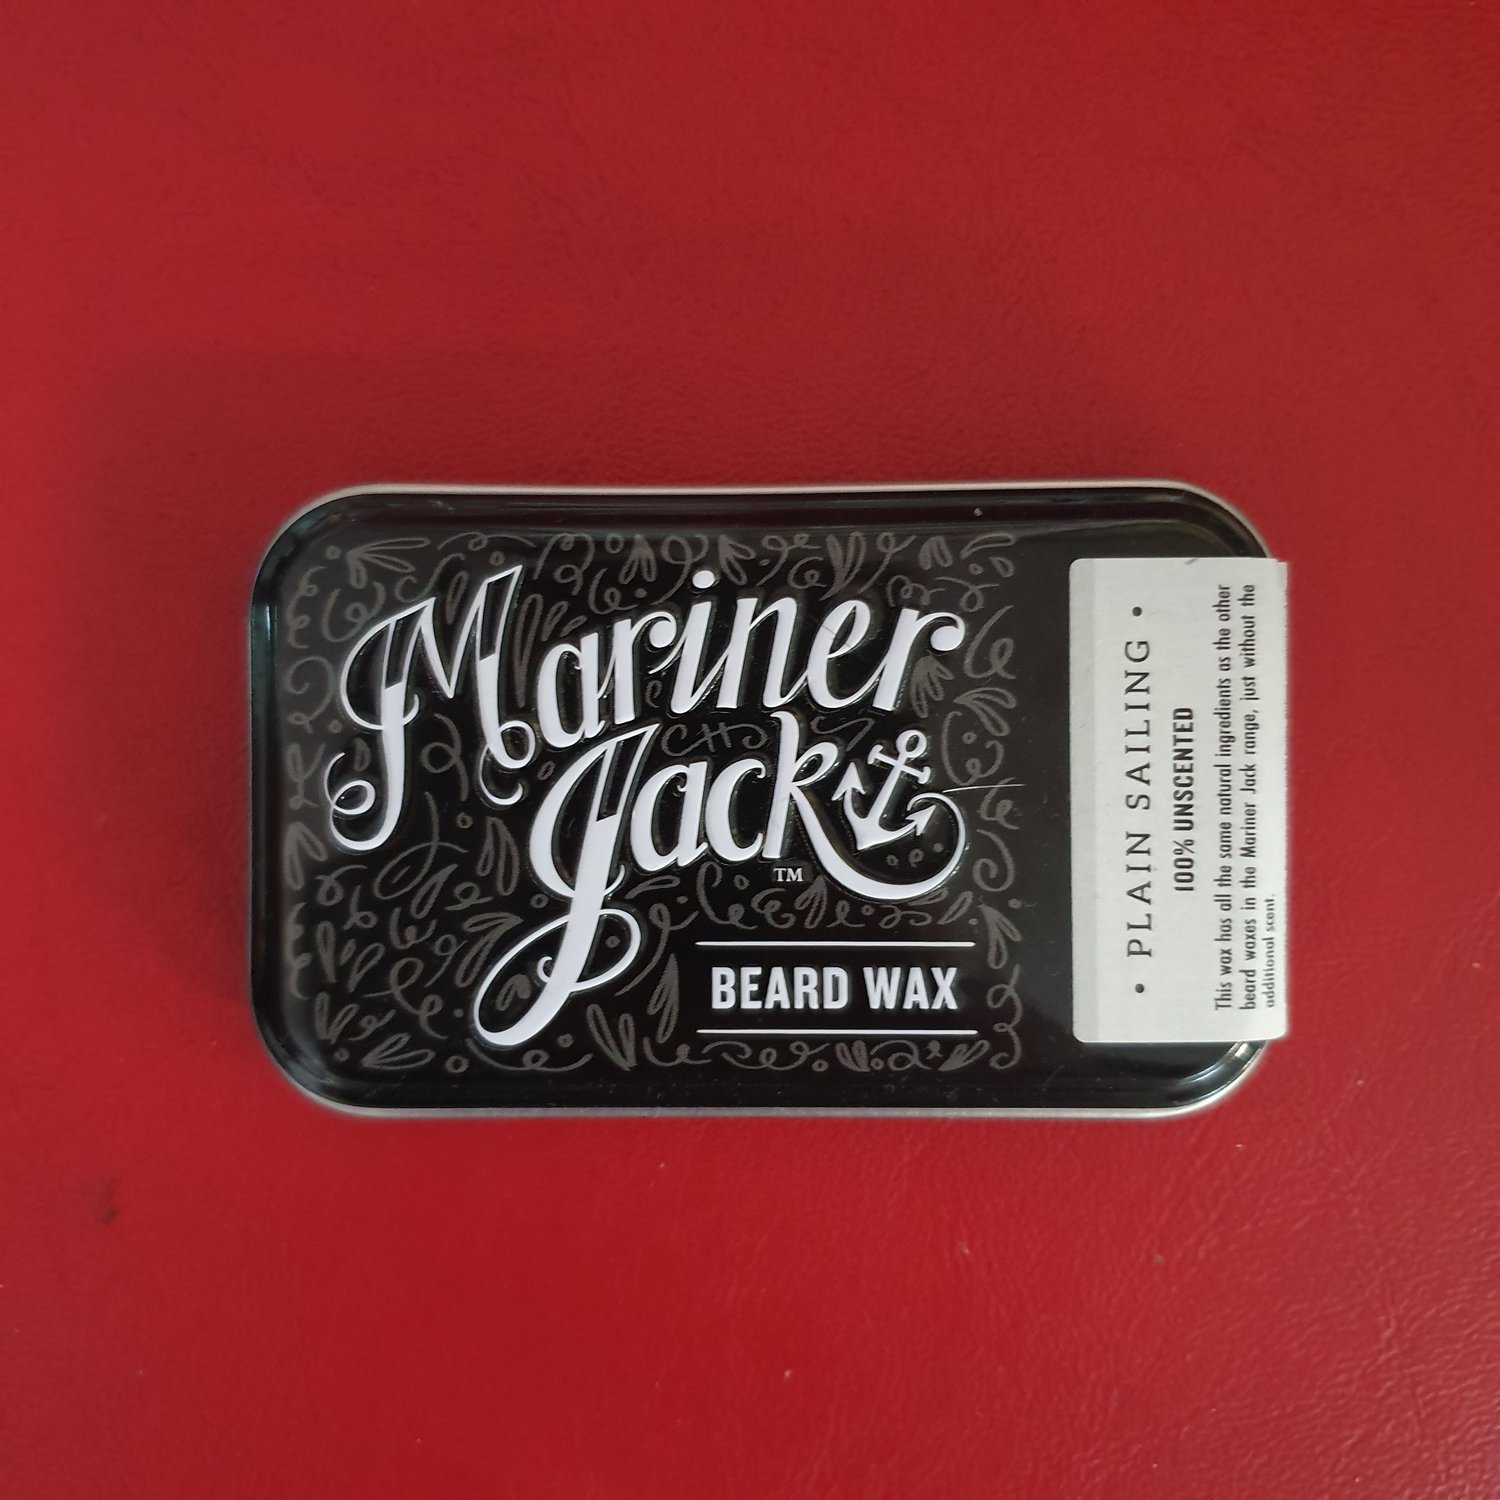 Mariner
Jack
TM
BEARD WAX
• PLAIN SAILING •
100% UNSCENTED
This wax has all the same natural ingredients as the other
beard waxes in the Mariner Jack range, just without the
additional scent.